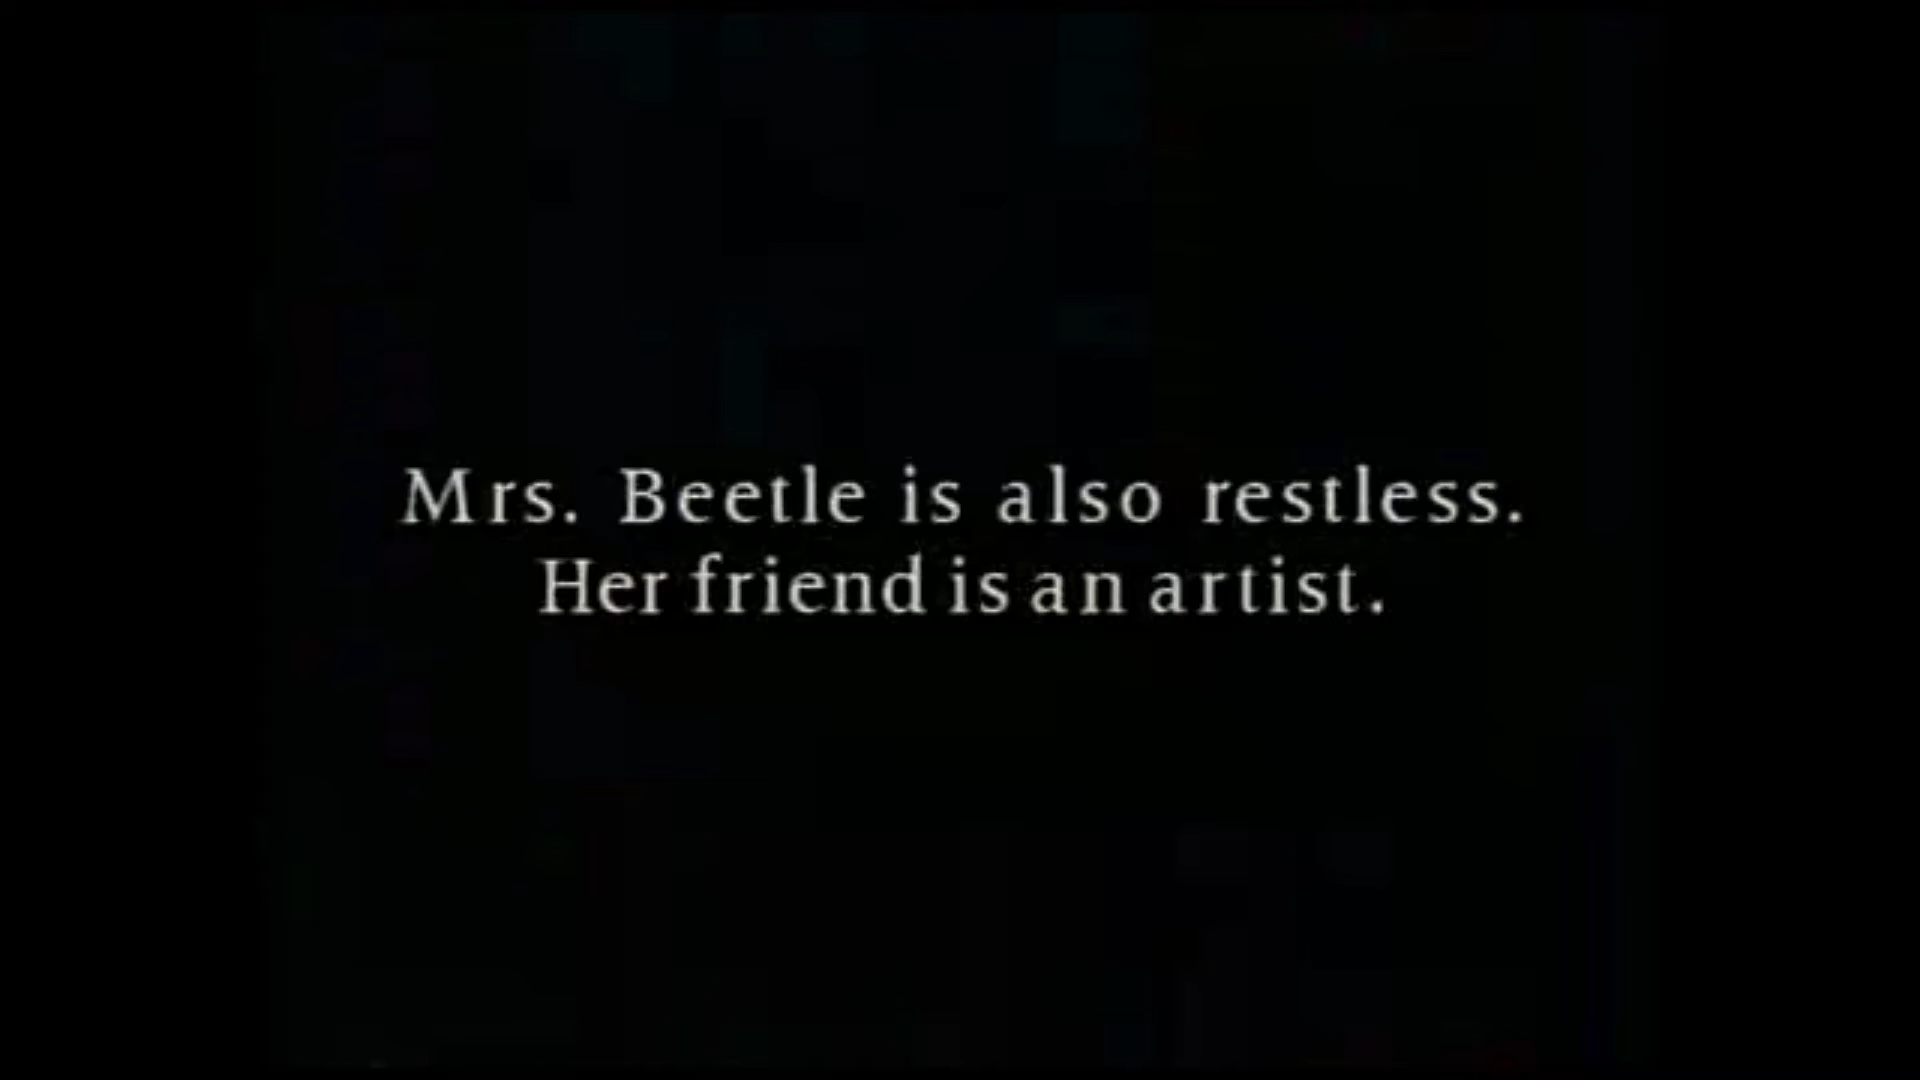 Mrs. Beetle is also restless.
Her friend is an artist.